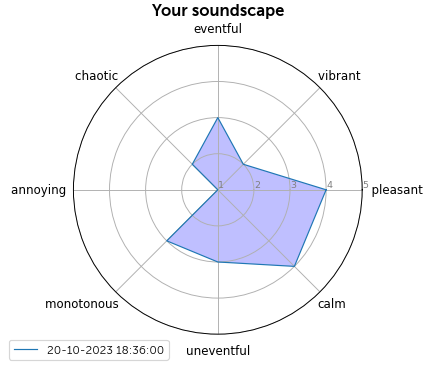 Your soundscape
eventful
chaotic
vibrant
annoying
1
2
3
4
5
pleasant
monotonous
calm
uneventful
20-10-2023 18:36:00